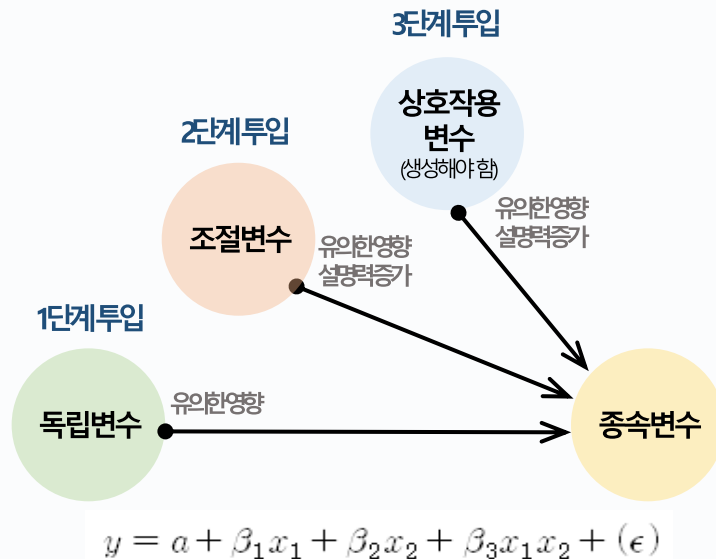 3단계 투입
상호작용
변수
(생성해야 함)
2단계 투입
유의한영향
설명력증가
조절변수
유의한영향
설명력증가
1단계 투입
유의한영향
독립변수
종속변수
y = a + β₁x₁ + β₂x₂ + β₃x₁x₂ + (ϵ)